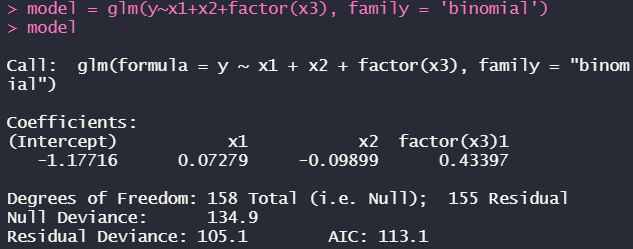 > model = glm(y~x1+x2+factor(x3), family = 'binomial')
> model
Call:  glm(formula = y ~ x1 + x2 + factor(x3), family = "binom
ial")
Coefficients:
(Intercept)           x1           x2  factor(x3)1
   -1.17716      0.07279     -0.09899      0.43397
Degrees of Freedom: 158 Total (i.e. Null);  155 Residual
Null Deviance:      134.9
Residual Deviance: 105.1        AIC: 113.1